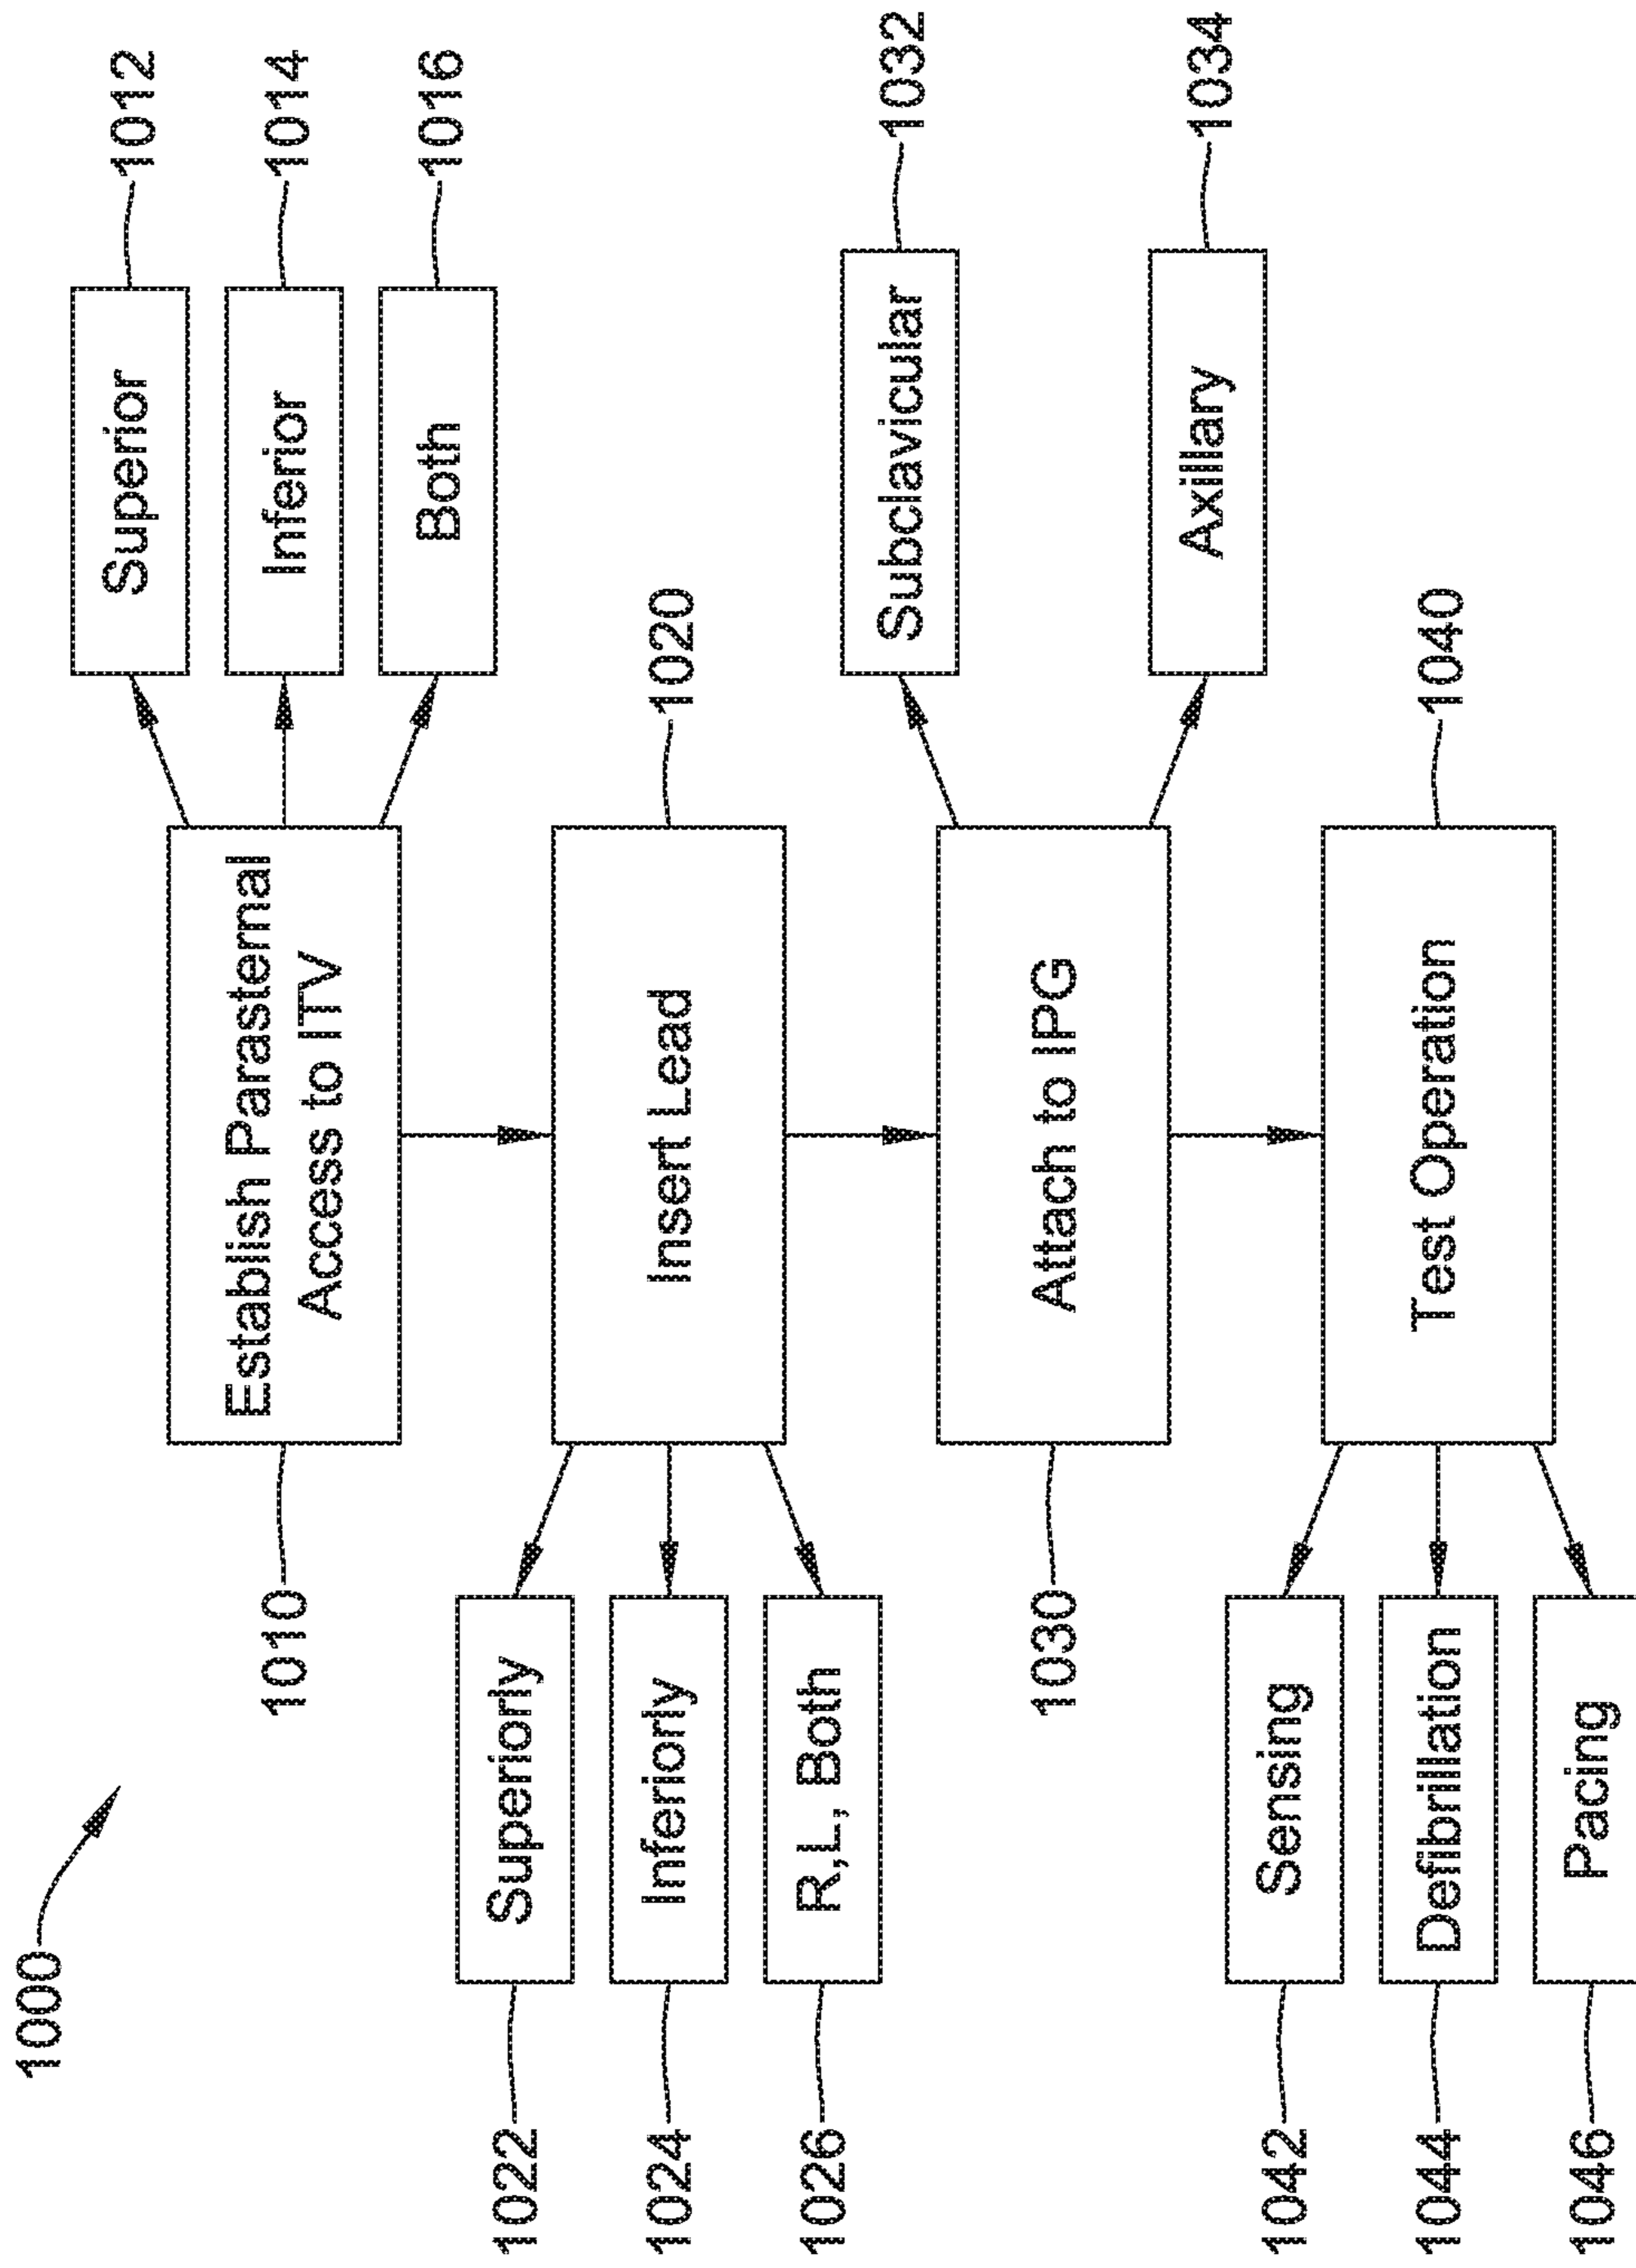 1000
Superior
1012
1010
Establish Parasternal
Access to ITV
Inferior
1014
Both
1016
1022
Superiorly
1024
Inferiorly
Insert Lead
1020
1026
R,L, Both
Subclavicular
1032
1030
Attach to IPG
Axillary
1034
1042
Sensing
1044
Defibrillation
Test Operation
1040
1046
Pacing